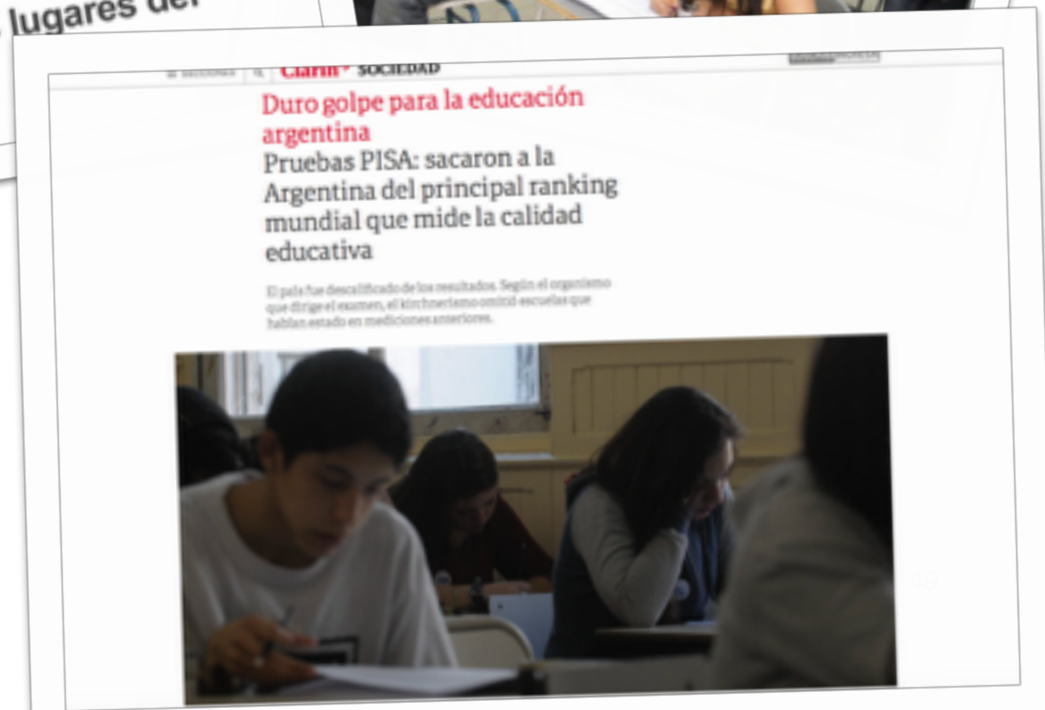 lugares del
Clarín SOCIEDAD
Duro golpe para la educación
argentina
Pruebas PISA: sacaron a la
Argentina del principal ranking
mundial que mide la calidad
educativa
El país fue descalificado de los resultados. Según el organismo
que dirige el examen, el kirchnerismo omitió escuelas que
habían estado en mediciones anteriores.